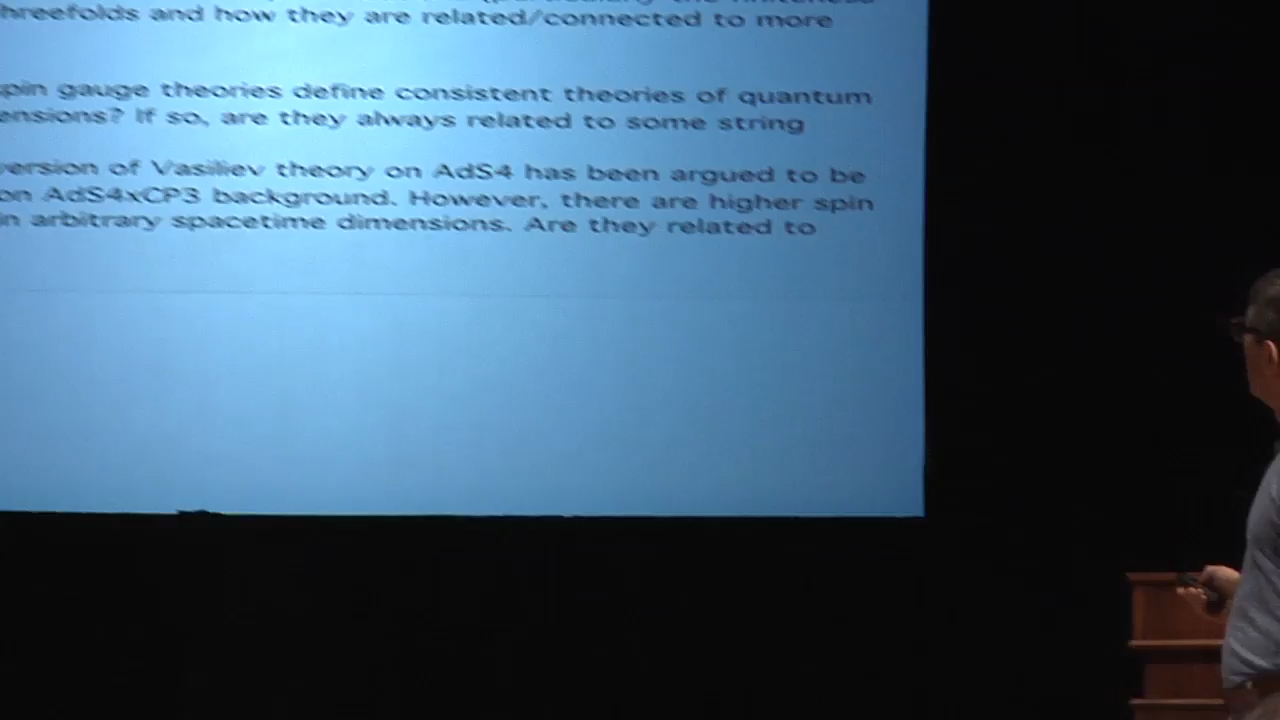 threefolds and how they are related/connected to more
spin gauge theories define consistent theories of quantum
ensions? If so, are they always related to some string
version of Vasiliev theory on AdS4 has been argued to be
on AdS4xCP3 background. However, there are higher spin
in arbitrary spacetime dimensions. Are they related to